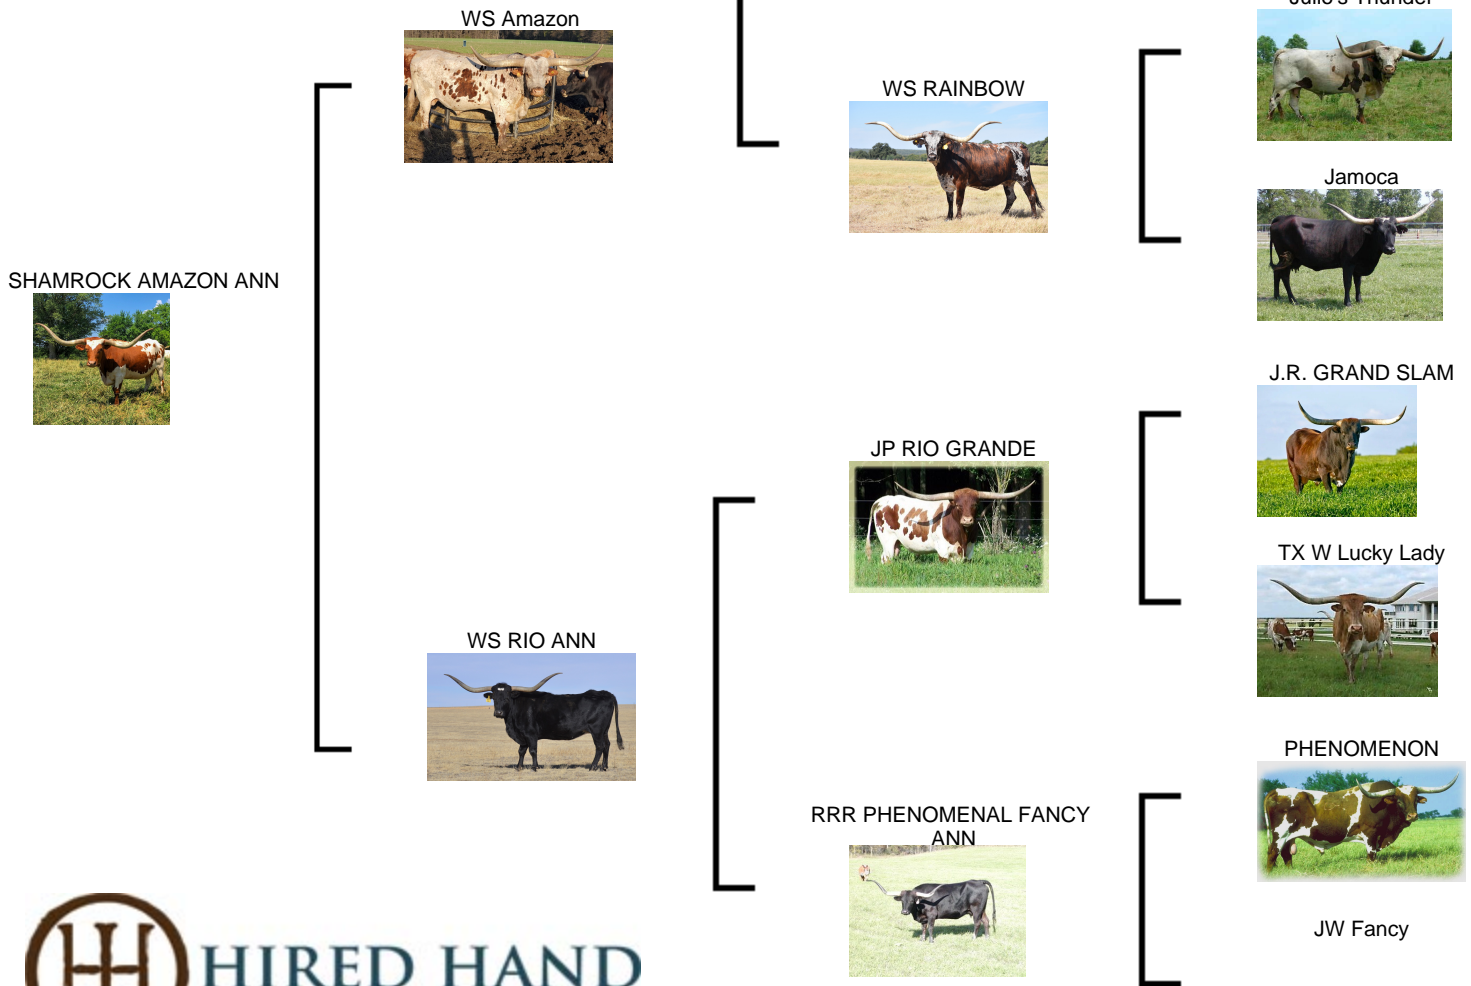 WS Amazon
WS RAINBOW
Jamoca
SHAMROCK AMAZON ANN
J.R. GRAND SLAM
JP RIO GRANDE
TX W Lucky Lady
WS RIO ANN
PHENOMENON
RRR PHENOMENAL FANCY
ANN
JW Fancy
HIRED HAND